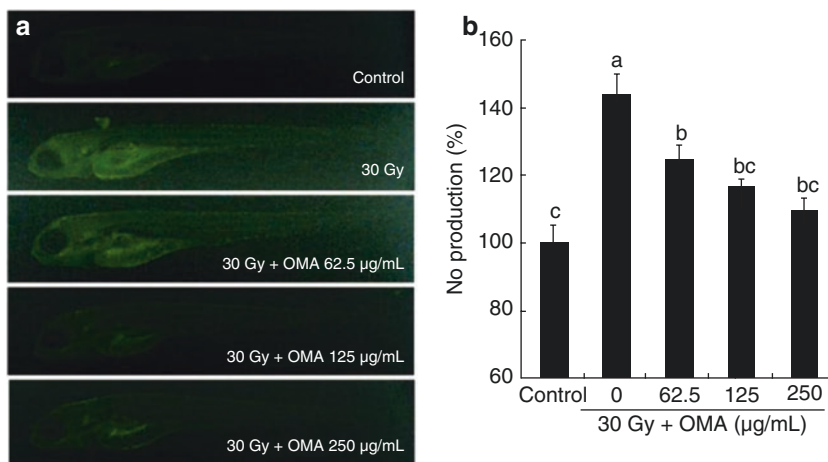 a
Control
30 Gy
30 Gy + OMA 62.5 µg/mL
30 Gy + OMA 125 µg/mL
30 Gy + OMA 250 µg/mL
b
No production (%)
160
140
120
100
80
60
c
a
b
bc
bc
Control 0 62.5 125 250
30 Gy + OMA (µg/mL)